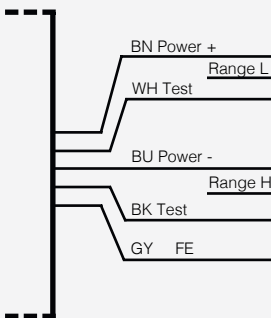 BN Power +
Range L
WH Test
BU Power -
Range H
BK Test
GY FE